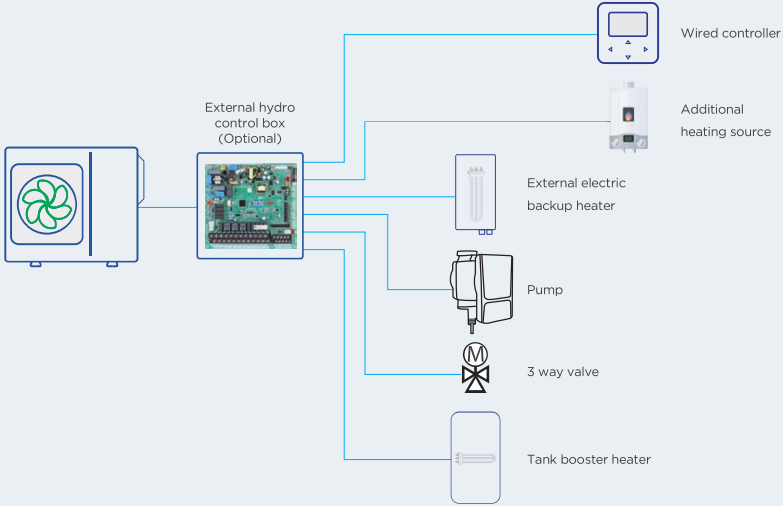 Wired controller
External hydro
control box
(Optional)
Additional
heating source
External electric
backup heater
Pump
M
3 way valve
Tank booster heater